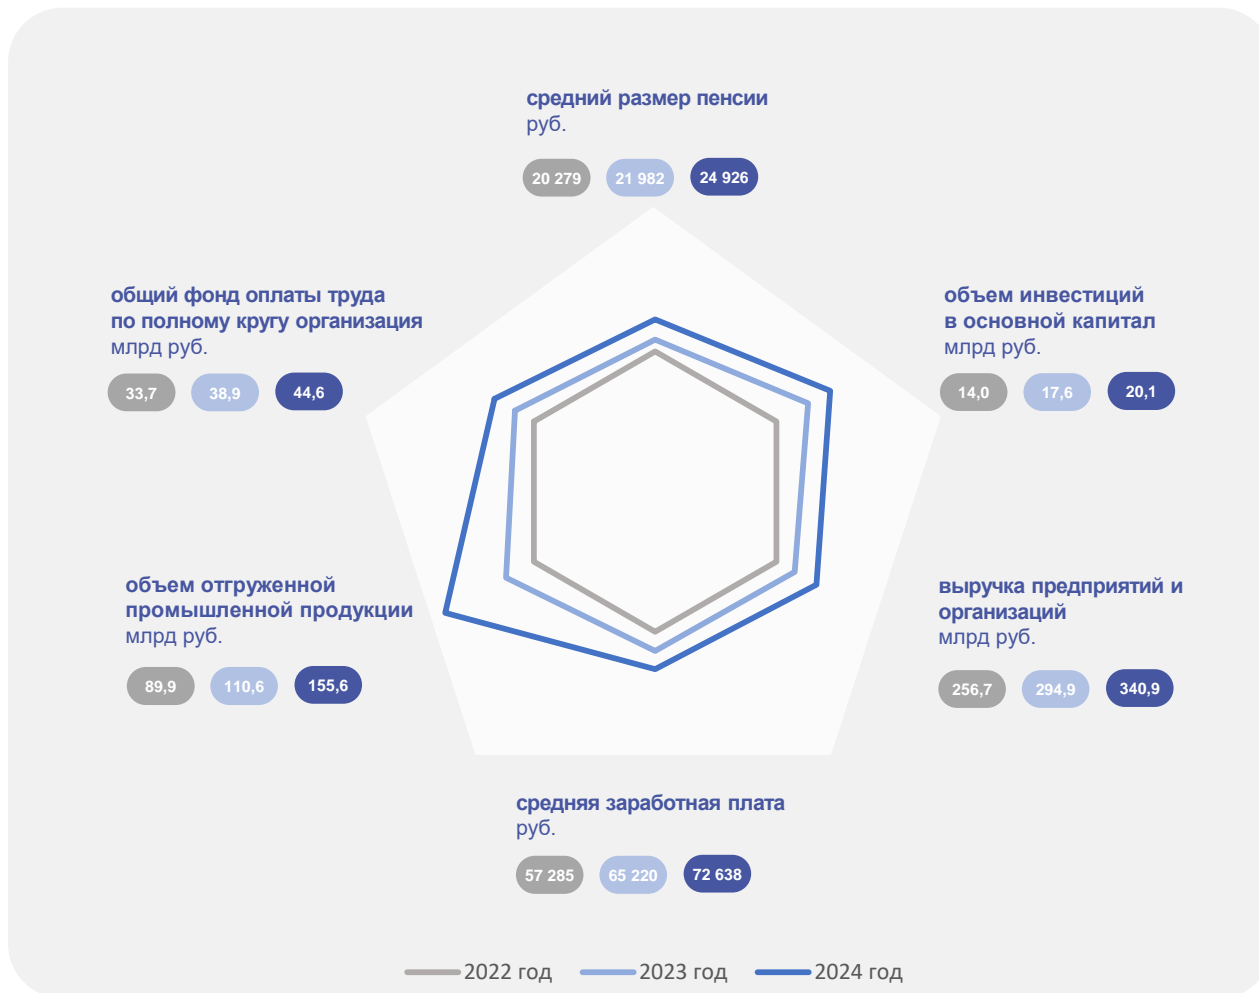 средний размер пенсии
руб.
20 279 21 982 24 926
общий фонд оплаты труда
по полному кругу организация
млрд руб.
33,7 38,9 44,6
объем инвестиций
в основной капитал
млрд руб.
14,0 17,6 20,1
объем отгруженной
промышленной продукции
млрд руб.
89,9 110,6 155,6
выручка предприятий и
организаций
млрд руб.
256,7 294,9 340,9
средняя заработная плата
руб.
57 285 65 220 72 638
2022 год 2023 год 2024 год